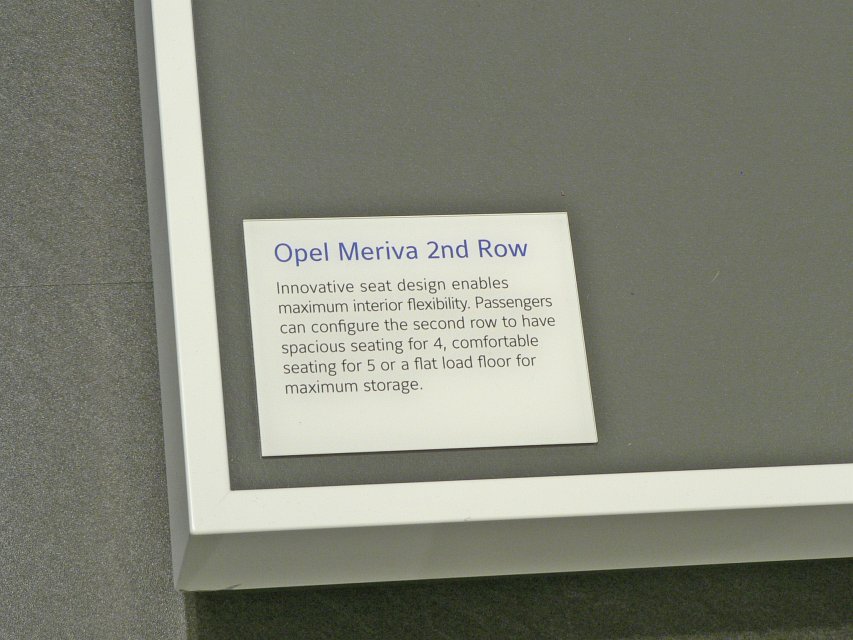 Opel Meriva 2nd Row
Innovative seat design enables
maximum interior flexibility. Passengers
can configure the second row to have
spacious seating for 4, comfortable
seating for 5 or a flat load floor for
maximum storage.